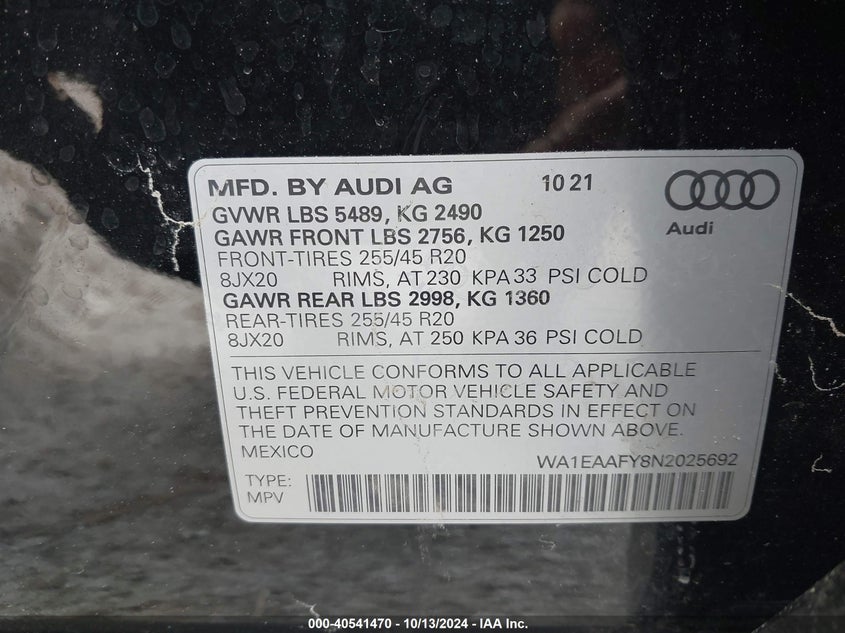 MFD. BY AUDI AG 10 21
GVWR LBS 5489, KG 2490
GAWR FRONT LBS 2756, KG 1250
FRONT-TIRES 255/45 R20
8JX20 RIMS, AT 230 KPA 33 PSI COLD
GAWR REAR LBS 2998, KG 1360
REAR-TIRES 255/45 R20
8JX20 RIMS, AT 250 KPA 36 PSI COLD
Audi
THIS VEHICLE CONFORMS TO ALL APPLICABLE
U.S. FEDERAL MOTOR VEHICLE SAFETY AND
THEFT PREVENTION STANDARDS IN EFFECT ON
THE DATE OF MANUFACTURE SHOWN ABOVE.
MEXICO
WA1EAAFY8N2025692
TYPE:
MPV
000-40541470 - 10/13/2024 - IAA Inc.